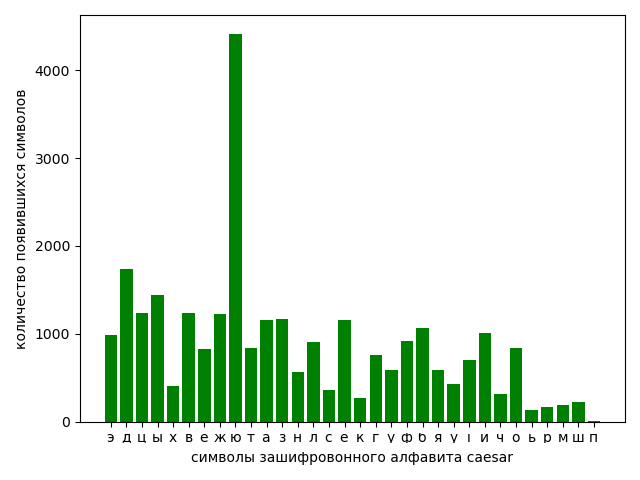 количество появившихся символов
4000
3000
2000
1000
0
э д ц ы х в е ж ю т а з н л с е к г у ф б я у і и ч о ь р м ш п
символы зашифровонного алфавита caesar